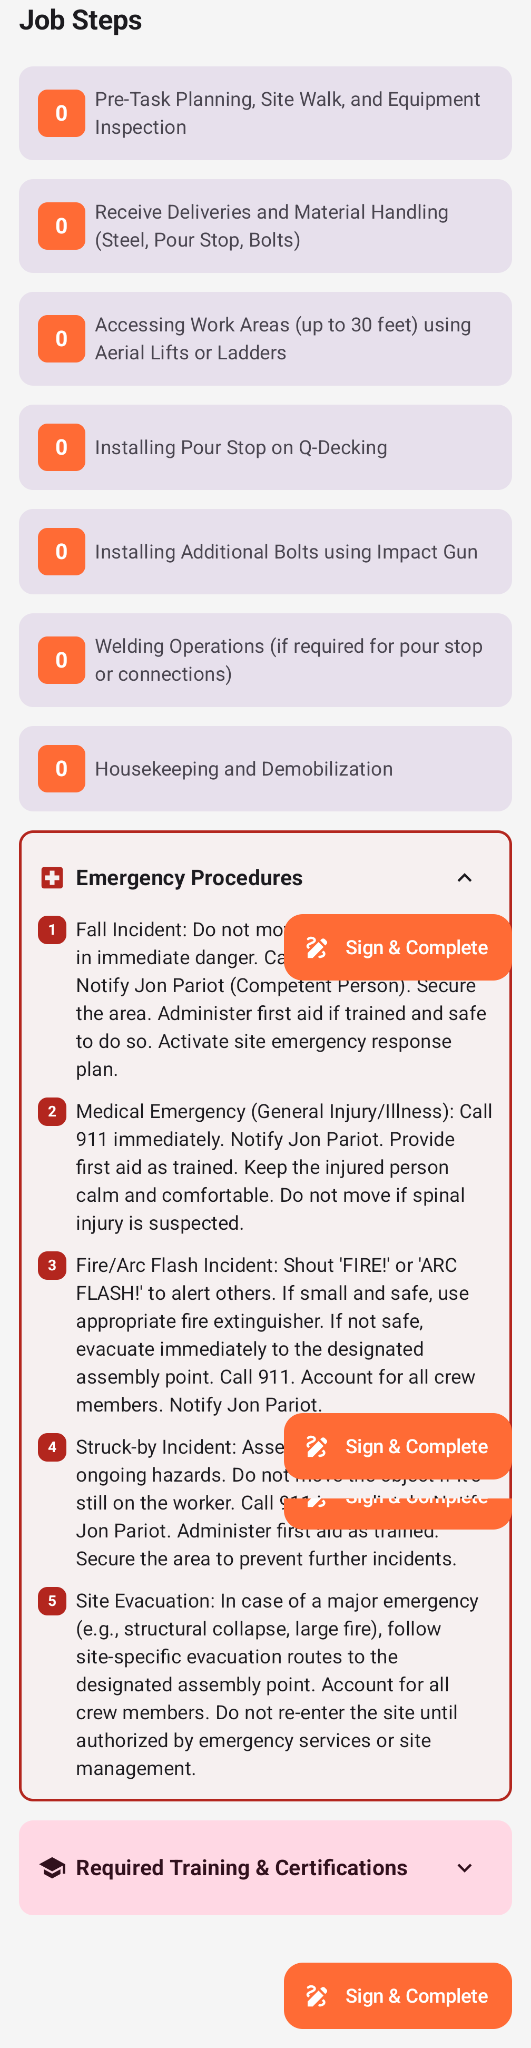 Job Steps
0
Pre-Task Planning, Site Walk, and Equipment
Inspection
0
Receive Deliveries and Material Handling
(Steel, Pour Stop, Bolts)
0
Accessing Work Areas (up to 30 feet) using
Aerial Lifts or Ladders
0
Installing Pour Stop on Q-Decking
0
Installing Additional Bolts using Impact Gun
0
Welding Operations (if required for pour stop
or connections)
0
Housekeeping and Demobilization
Emergency Procedures
1
Fall Incident: Do not
in immediate danger.
Sign & Complete
Notify Jon Pariot (Competent Person). Secure
the area. Administer first aid if trained and safe
to do so. Activate site emergency response
plan.
2
Medical Emergency (General Injury/Illness): Call
911 immediately. Notify Jon Pariot. Provide
first aid as trained. Keep the injured person
calm and comfortable. Do not move if spinal
injury is suspected.
3
Fire/Arc Flash Incident: Shout 'FIRE!' or 'ARC
FLASH!' to alert others. If small and safe, use
appropriate fire extinguisher. If not safe,
evacuate immediately to the designated
assembly point. Call 911. Account for all crew
members. Notify Jon Pariot.
4
Struck-by Incident:
Sign & Complete
ongoing hazards. Do not move the object if it's
still on the worker. Call 911
Sign & Complete
Jon Pariot. Administer first aid as trained.
Secure the area to prevent further incidents.
5
Site Evacuation: In case of a major emergency
(e.g., structural collapse, large fire), follow
site-specific evacuation routes to the
designated assembly point. Account for all
crew members. Do not re-enter the site until
authorized by emergency services or site
management.
Required Training & Certifications
Sign & Complete